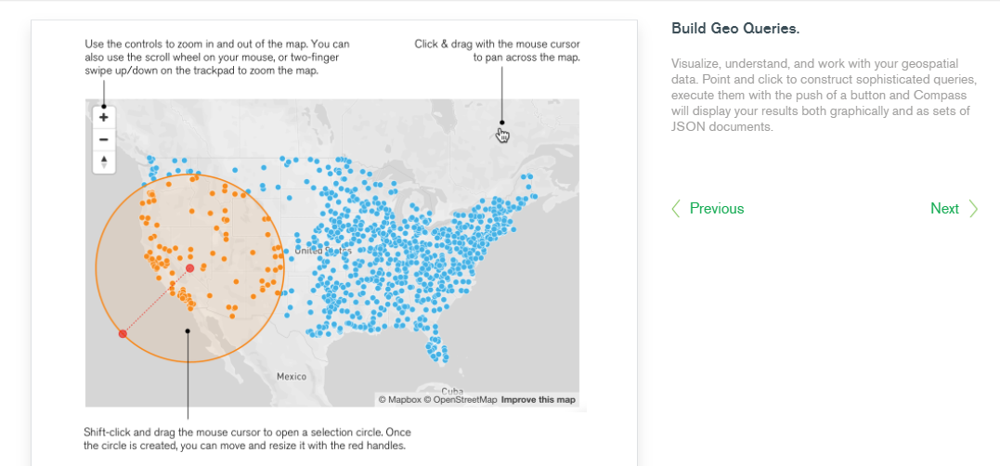 Use the controls to zoom in and out of the map. You can
also use the scroll wheel on your mouse, or two-finger
swipe up/down on the trackpad to zoom the map.
Click & drag with the mouse cursor
to pan across the map.
United States
Mexico
Cuba
© Mapbox © OpenStreetMap Improve this map
Shift-click and drag the mouse cursor to open a selection circle. Once
the circle is created, you can move and resize it with the red handles.
Build Geo Queries.
Visualize, understand, and work with your geospatial
data. Point and click to construct sophisticated queries,
execute them with the push of a button and Compass
will display your results both graphically and as sets of
JSON documents.
Previous
Next